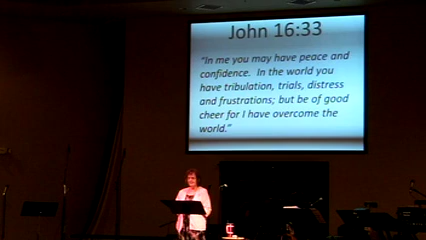 John 16:33
“In me you may have peace and
confidence. In the world you
have tribulation, trials, distress
and frustrations; but be of good
cheer for I have overcome the
world.”